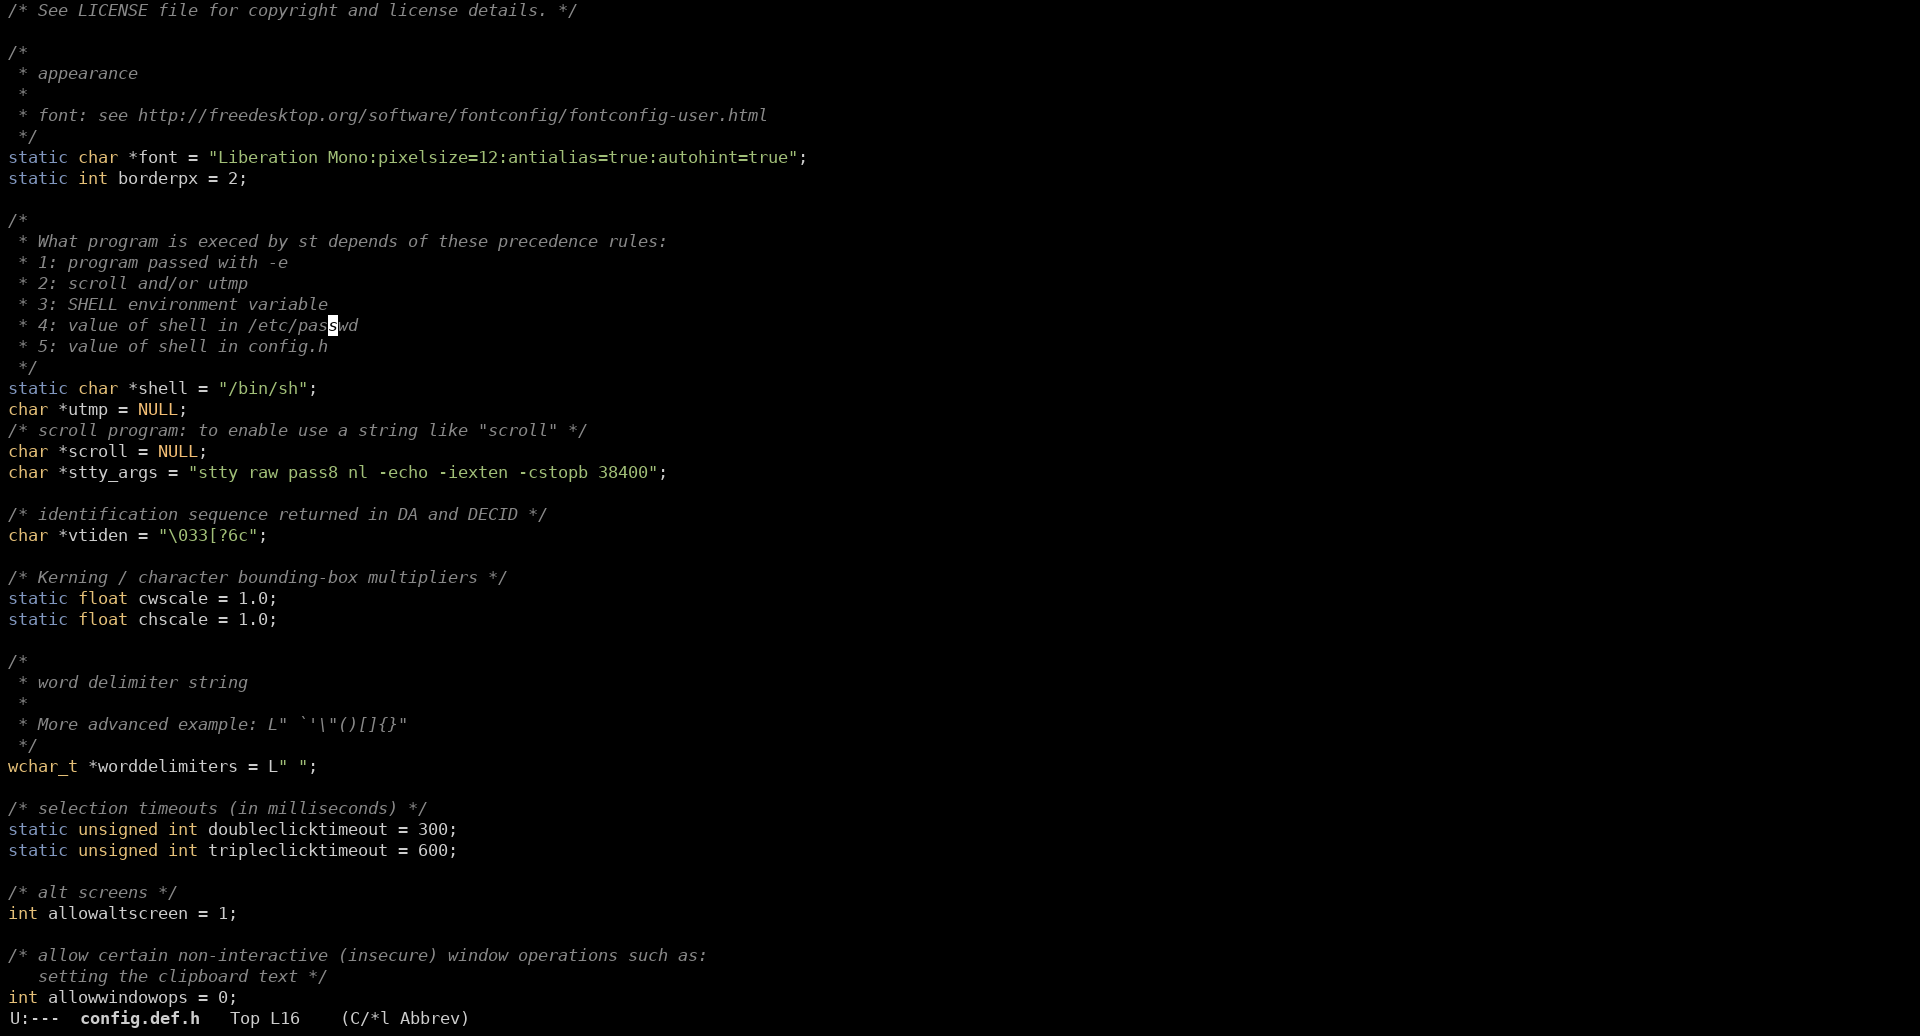 /* See LICENSE file for copyright and license details. */

/*
 * appearance
 *
 * font: see http://freedesktop.org/software/fontconfig/fontconfig-user.html
 */
static char *font = "Liberation Mono:pixelsize=12:antialias=true:autohint=true";
static int borderpx = 2;

/*
 * What program is execed by st depends of these precedence rules:
 * 1: program passed with -e
 * 2: scroll and/or utmp
 * 3: SHELL environment variable
 * 4: value of shell in /etc/passwd
 * 5: value of shell in config.h
 */
static char *shell = "/bin/sh";
char *utmp = NULL;
/* scroll program: to enable use a string like "scroll" */
char *scroll = NULL;
char *stty_args = "stty raw pass8 nl -echo -iexten -cstopb 38400";

/* identification sequence returned in DA and DECID */
char *vtiden = "\033[?6c";

/* Kerning / character bounding-box multipliers */
static float cwscale = 1.0;
static float chscale = 1.0;

/*
 * word delimiter string
 *
 * More advanced example: L" `'\"()[]{}"
 */
wchar_t *worddelimiters = L" ";

/* selection timeouts (in milliseconds) */
static unsigned int doubleclicktimeout = 300;
static unsigned int tripleclicktimeout = 600;

/* alt screens */
int allowaltscreen = 1;

/* allow certain non-interactive (insecure) window operations such as:
   setting the clipboard text */
int allowwindowops = 0;
U:---  config.def.h   Top L16    (C/*l Abbrev)